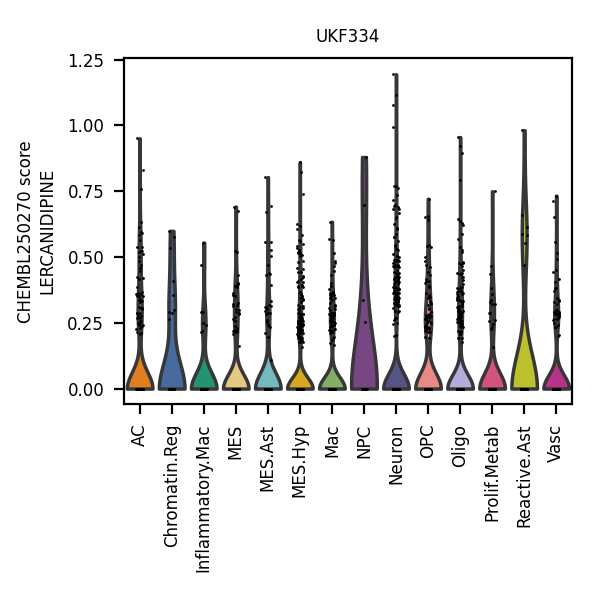 UKF334
CHEMBL250270 score
LERCANIDIPINE
1.25
1.00
0.75
0.50
0.25
0.00
AC
Chromatin.Reg
Inflammatory.Mac
MES
MES.Ast
MES.Hyp
Mac
NPC
Neuron
OPC
Oligo
Prolif.Metab
Reactive.Ast
Vasc